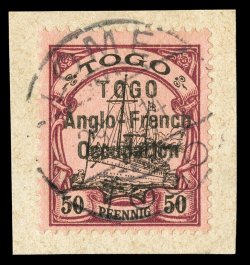 TOGO
TOGO
Anglo-French
Occupation
50 50
PFENNIG